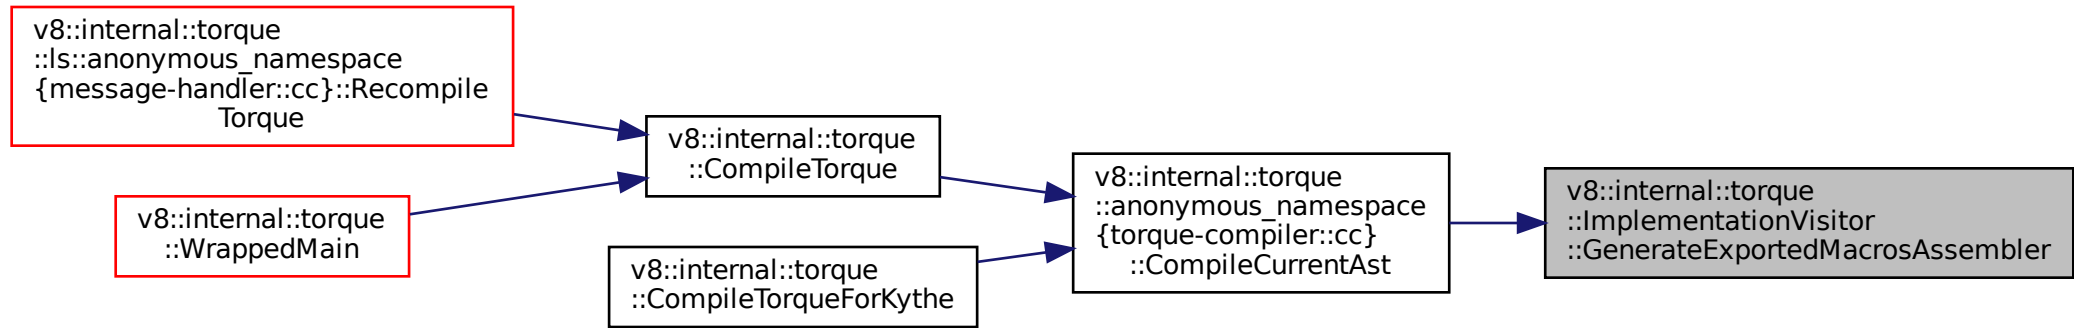 v8::internal::torque
::ls::anonymous_namespace
{message-handler::cc}::Recompile
Torque
v8::internal::torque
::WrappedMain
v8::internal::torque
::CompileTorque
v8::internal::torque
::CompileTorqueForKythe
v8::internal::torque
::anonymous_namespace
{torque-compiler::cc}
::CompileCurrentAst
v8::internal::torque
::ImplementationVisitor
::GenerateExportedMacrosAssembler